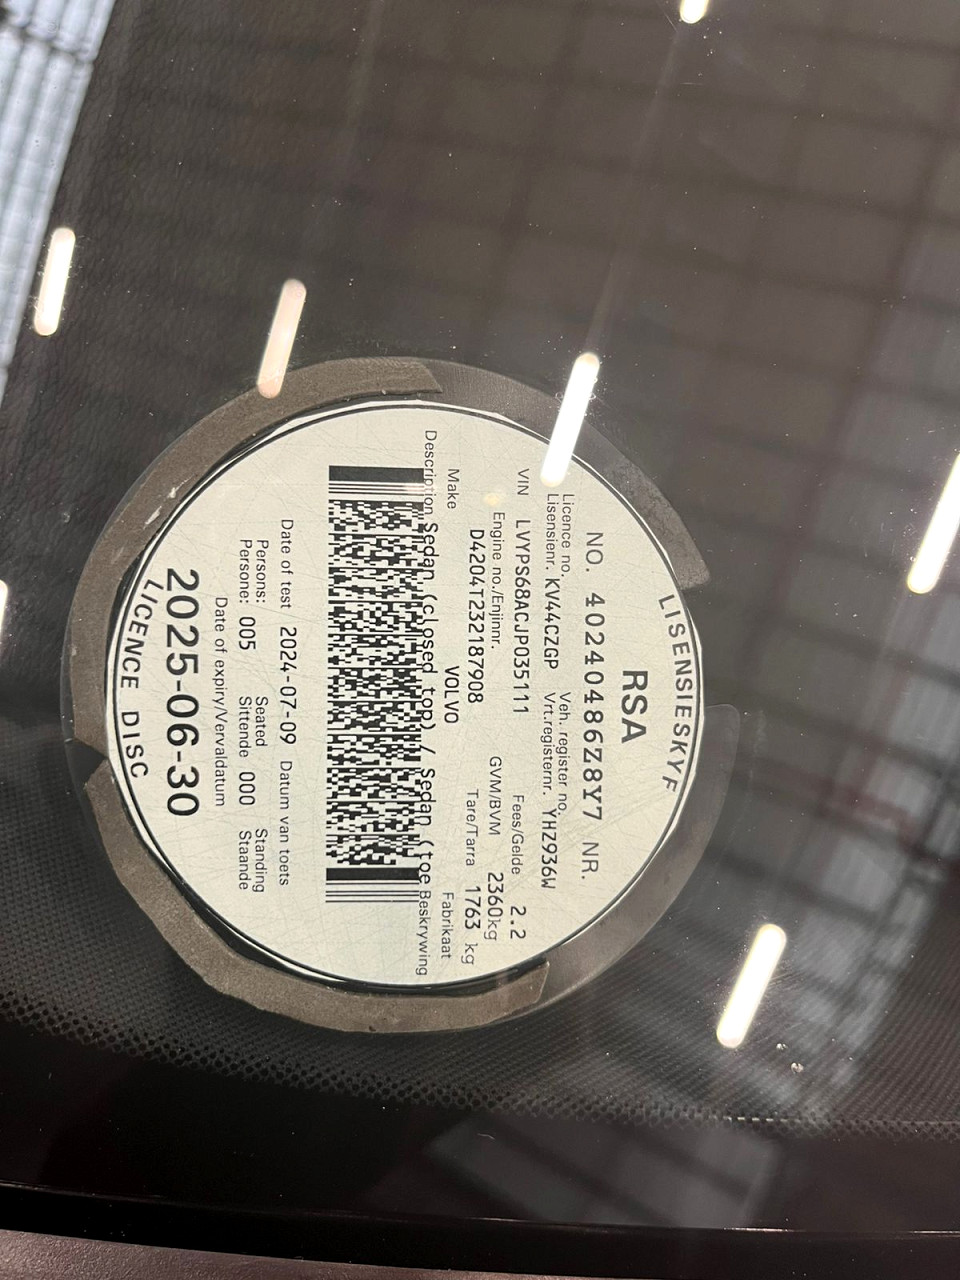 LISENSIESKYF
RSA
NO. 40240486Z8Y7 NR.
Licence no. Veh. register no.
Lisensienr. KV44CZGP Vrt.registernr. YHZ936W
VIN LVYPS68ACJP035111 Fees/Gelde 2.2
Engine no./Enjinnr. GVM/BVM 2360kg
D4204T232187908 Tare/Tarra 1763 kg
Make VOLVO Fabrikaat
Description Sedan (closed top) / Sedan (toe Beskrywing
Date of test 2024-07-09 Datum van toets
Persons: Seated Standing
Persone: 005 Sittende 000 Staande
Date of expiry/Vervaldatum
2025-06-30
LICENCE DISC